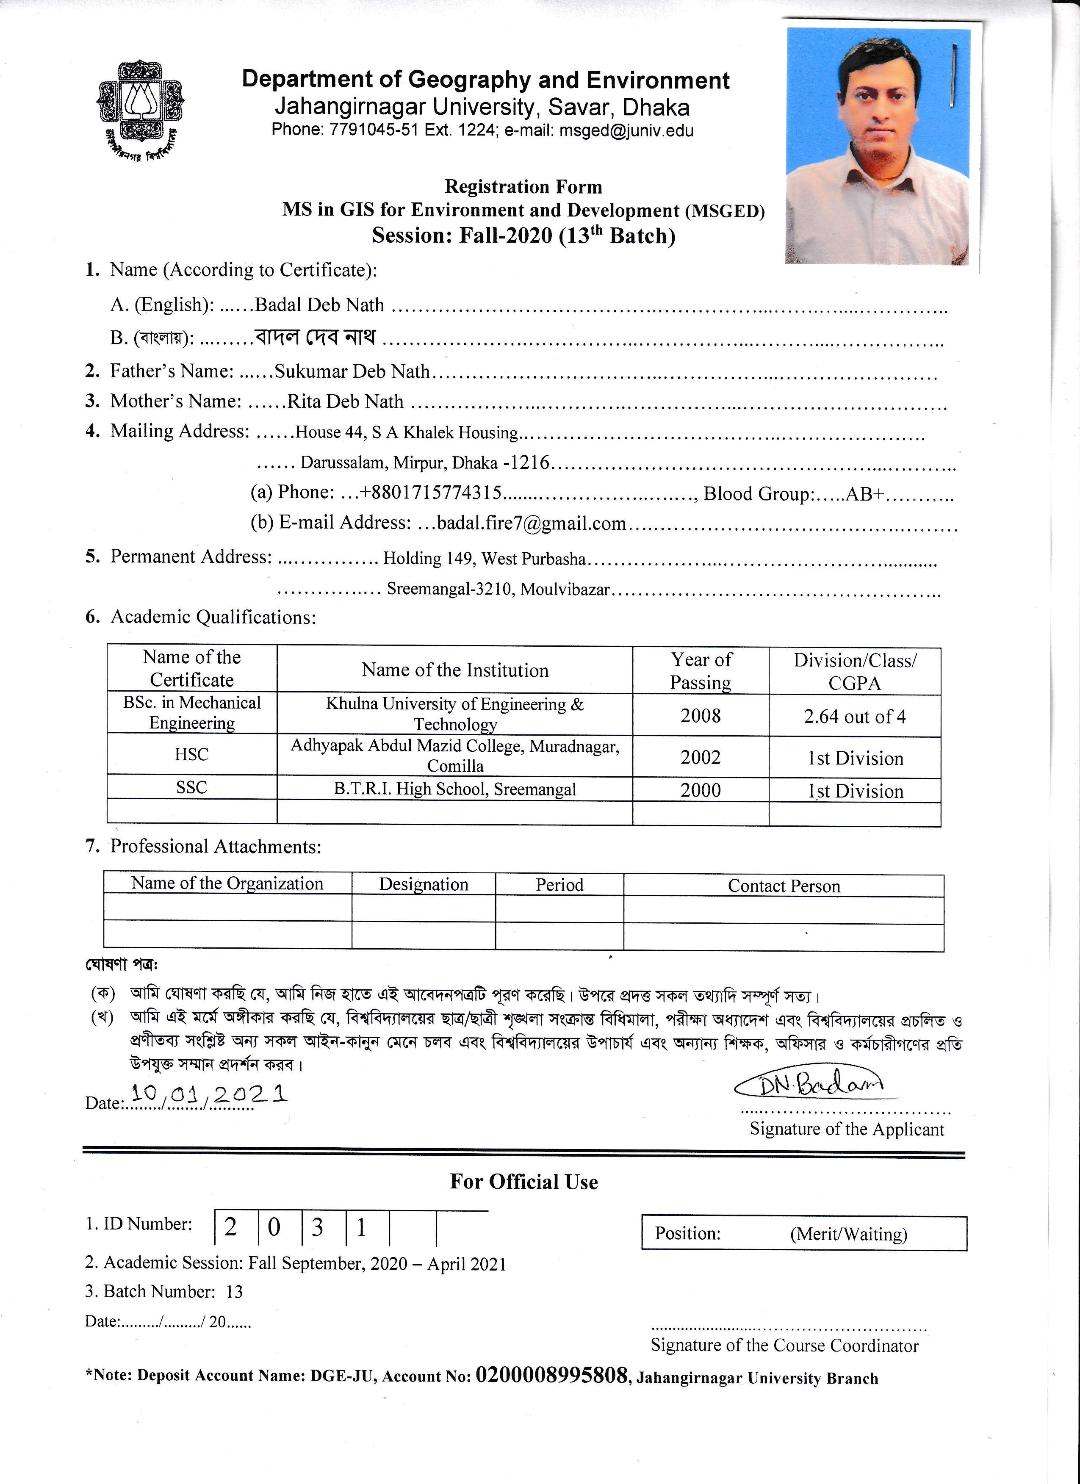 জাহাঙ্গীরনগর বিশ্ববিদ্যালয়
Department of Geography and Environment
Jahangirnagar University, Savar, Dhaka
Phone: 7791045-51 Ext. 1224; e-mail: msged@juniv.edu
Registration Form
MS in GIS for Environment and Development (MSGED)
Session: Fall-2020 (13th Batch)
1. Name (According to Certificate):
A. (English): ......Badal Deb Nath ..........
B. (বাংলায়): .........বাদল দেব নাথ ..........
2. Father's Name: ......Sukumar Deb Nath..........
3. Mother's Name: ......Rita Deb Nath ..........
4. Mailing Address: ......House 44, S A Khalek Housing..........
...... Darussalam, Mirpur, Dhaka -1216..........
(a) Phone: ...+8801715774315.........., Blood Group:.....AB+...........
(b) E-mail Address: ...badal.fire7@gmail.com..........
5. Permanent Address: ............... Holding 149, West Purbasha..........
................ Sreemangal-3210, Moulvibazar..........
6. Academic Qualifications:
Name of the Certificate Name of the Institution Year of Passing Division/Class/ CGPA
BSc. in Mechanical Engineering Khulna University of Engineering & Technology 2008 2.64 out of 4
HSC Adhyapak Abdul Mazid College, Muradnagar, Comilla 2002 1st Division
SSC B.T.R.I. High School, Sreemangal 2000 1st Division
7. Professional Attachments:
Name of the Organization Designation Period Contact Person
ঘোষণা পত্র:
(ক) আমি ঘোষণা করছি যে, আমি নিজ হাতে এই আবেদনপত্রটি পূরণ করেছি। উপরে প্রদত্ত সকল তথ্যাদি সম্পূর্ণ সত্য।
(খ) আমি এই মর্মে অঙ্গীকার করছি যে, বিশ্ববিদ্যালয়ের ছাত্র/ছাত্রী শৃঙ্খলা সংক্রান্ত বিধিমালা, পরীক্ষা অধ্যাদেশ এবং বিশ্ববিদ্যালয়ের প্রচলিত ও
প্রণীতব্য সংশ্লিষ্ট অন্য সকল আইন-কানুন মেনে চলব এবং বিশ্ববিদ্যালয়ের উপাচার্য এবং অন্যান্য শিক্ষক, অফিসার ও কর্মচারীগণের প্রতি
উপযুক্ত সম্মান প্রদর্শন করব।
Date: 10/01/2021
DN.Badam
Signature of the Applicant
For Official Use
1. ID Number: 2 0 3 1
Position: (Merit/Waiting)
2. Academic Session: Fall September, 2020 – April 2021
3. Batch Number: 13
Date:........./........./ 20......
Signature of the Course Coordinator
*Note: Deposit Account Name: DGE-JU, Account No: 0200008995808, Jahangirnagar University Branch